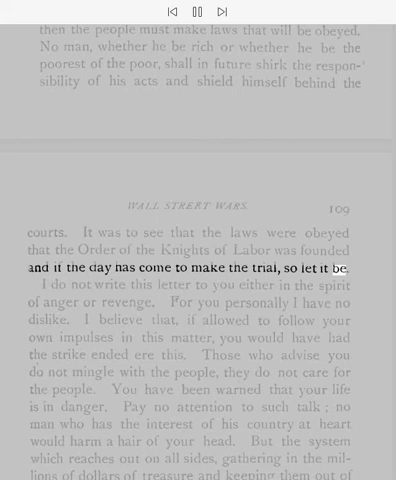 then the people must make laws that will be obeyed.
No man, whether he be rich or whether he be the
poorest of the poor, shall in future shirk the respon-
sibility of his acts and shield himself behind the
WALL STREET WARS.
109
courts. It was to see that the laws were obeyed
that the Order of the Knights of Labor was founded
and if the day has come to make the trial, so let it be.
I do not write this letter to you either in the spirit
of anger or revenge. For you personally I have no
dislike. I believe that, if allowed to follow your
own impulses in this matter, you would have had
the strike ended ere this. Those who advise you
do not mingle with the people, they do not care for
the people. You have been warned that your life
is in danger. Pay no attention to such talk; no
man who has the interest of his country at heart
would harm a hair of your head. But the system
which reaches out on all sides, gathering in the mil-
lions of dollars of treasure and keeping them out of